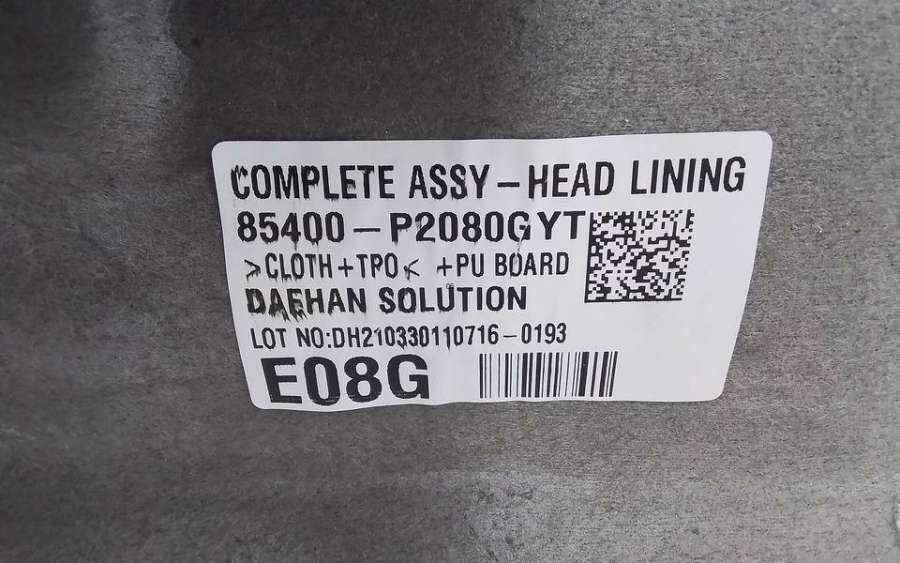 COMPLETE ASSY-HEAD LINING
85400-P2080GYT
>CLOTH+TPO< +PU BOARD
DAEHAN SOLUTION
LOT NO:DH210330110716-0193
E08G